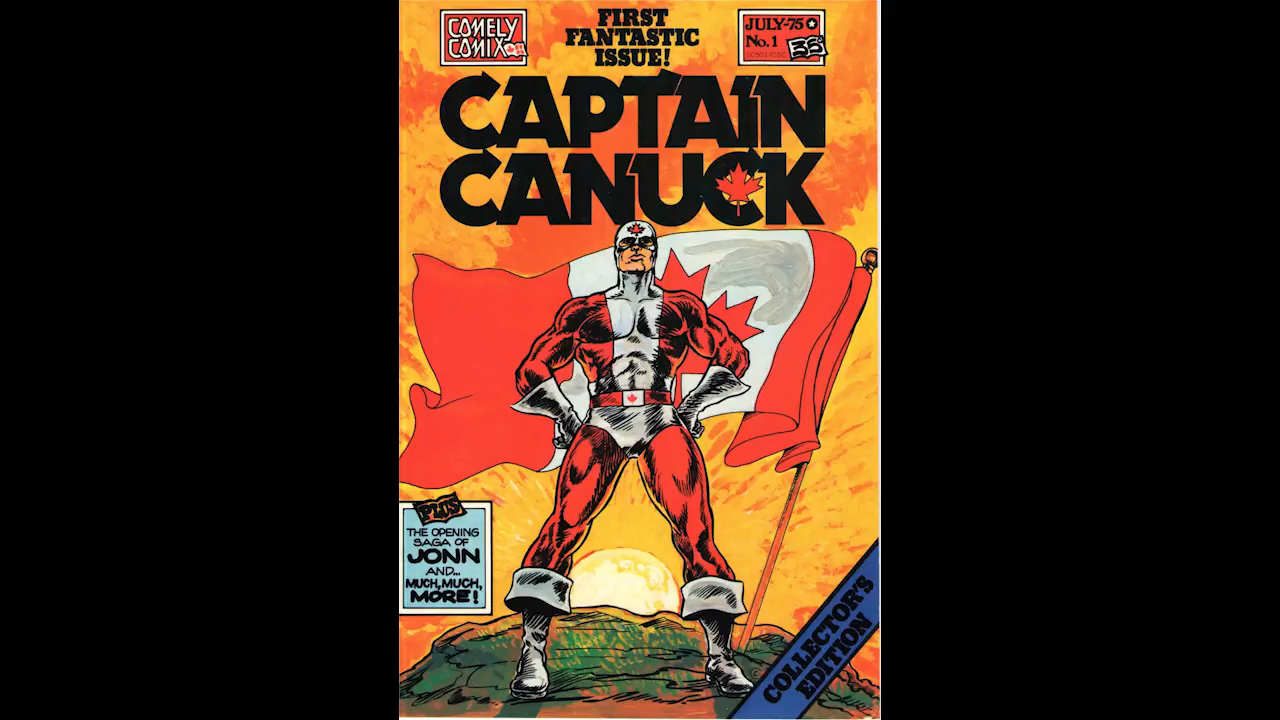 COMELY
COMIX
FIRST
FANTASTIC
ISSUE!
JULY-75
No.1
35¢
CAPTAIN
CANUCK
PLUS
THE OPENING
SAGA OF
JONN
AND...
MUCH, MUCH,
MORE!
COLLECTOR'S
EDITION